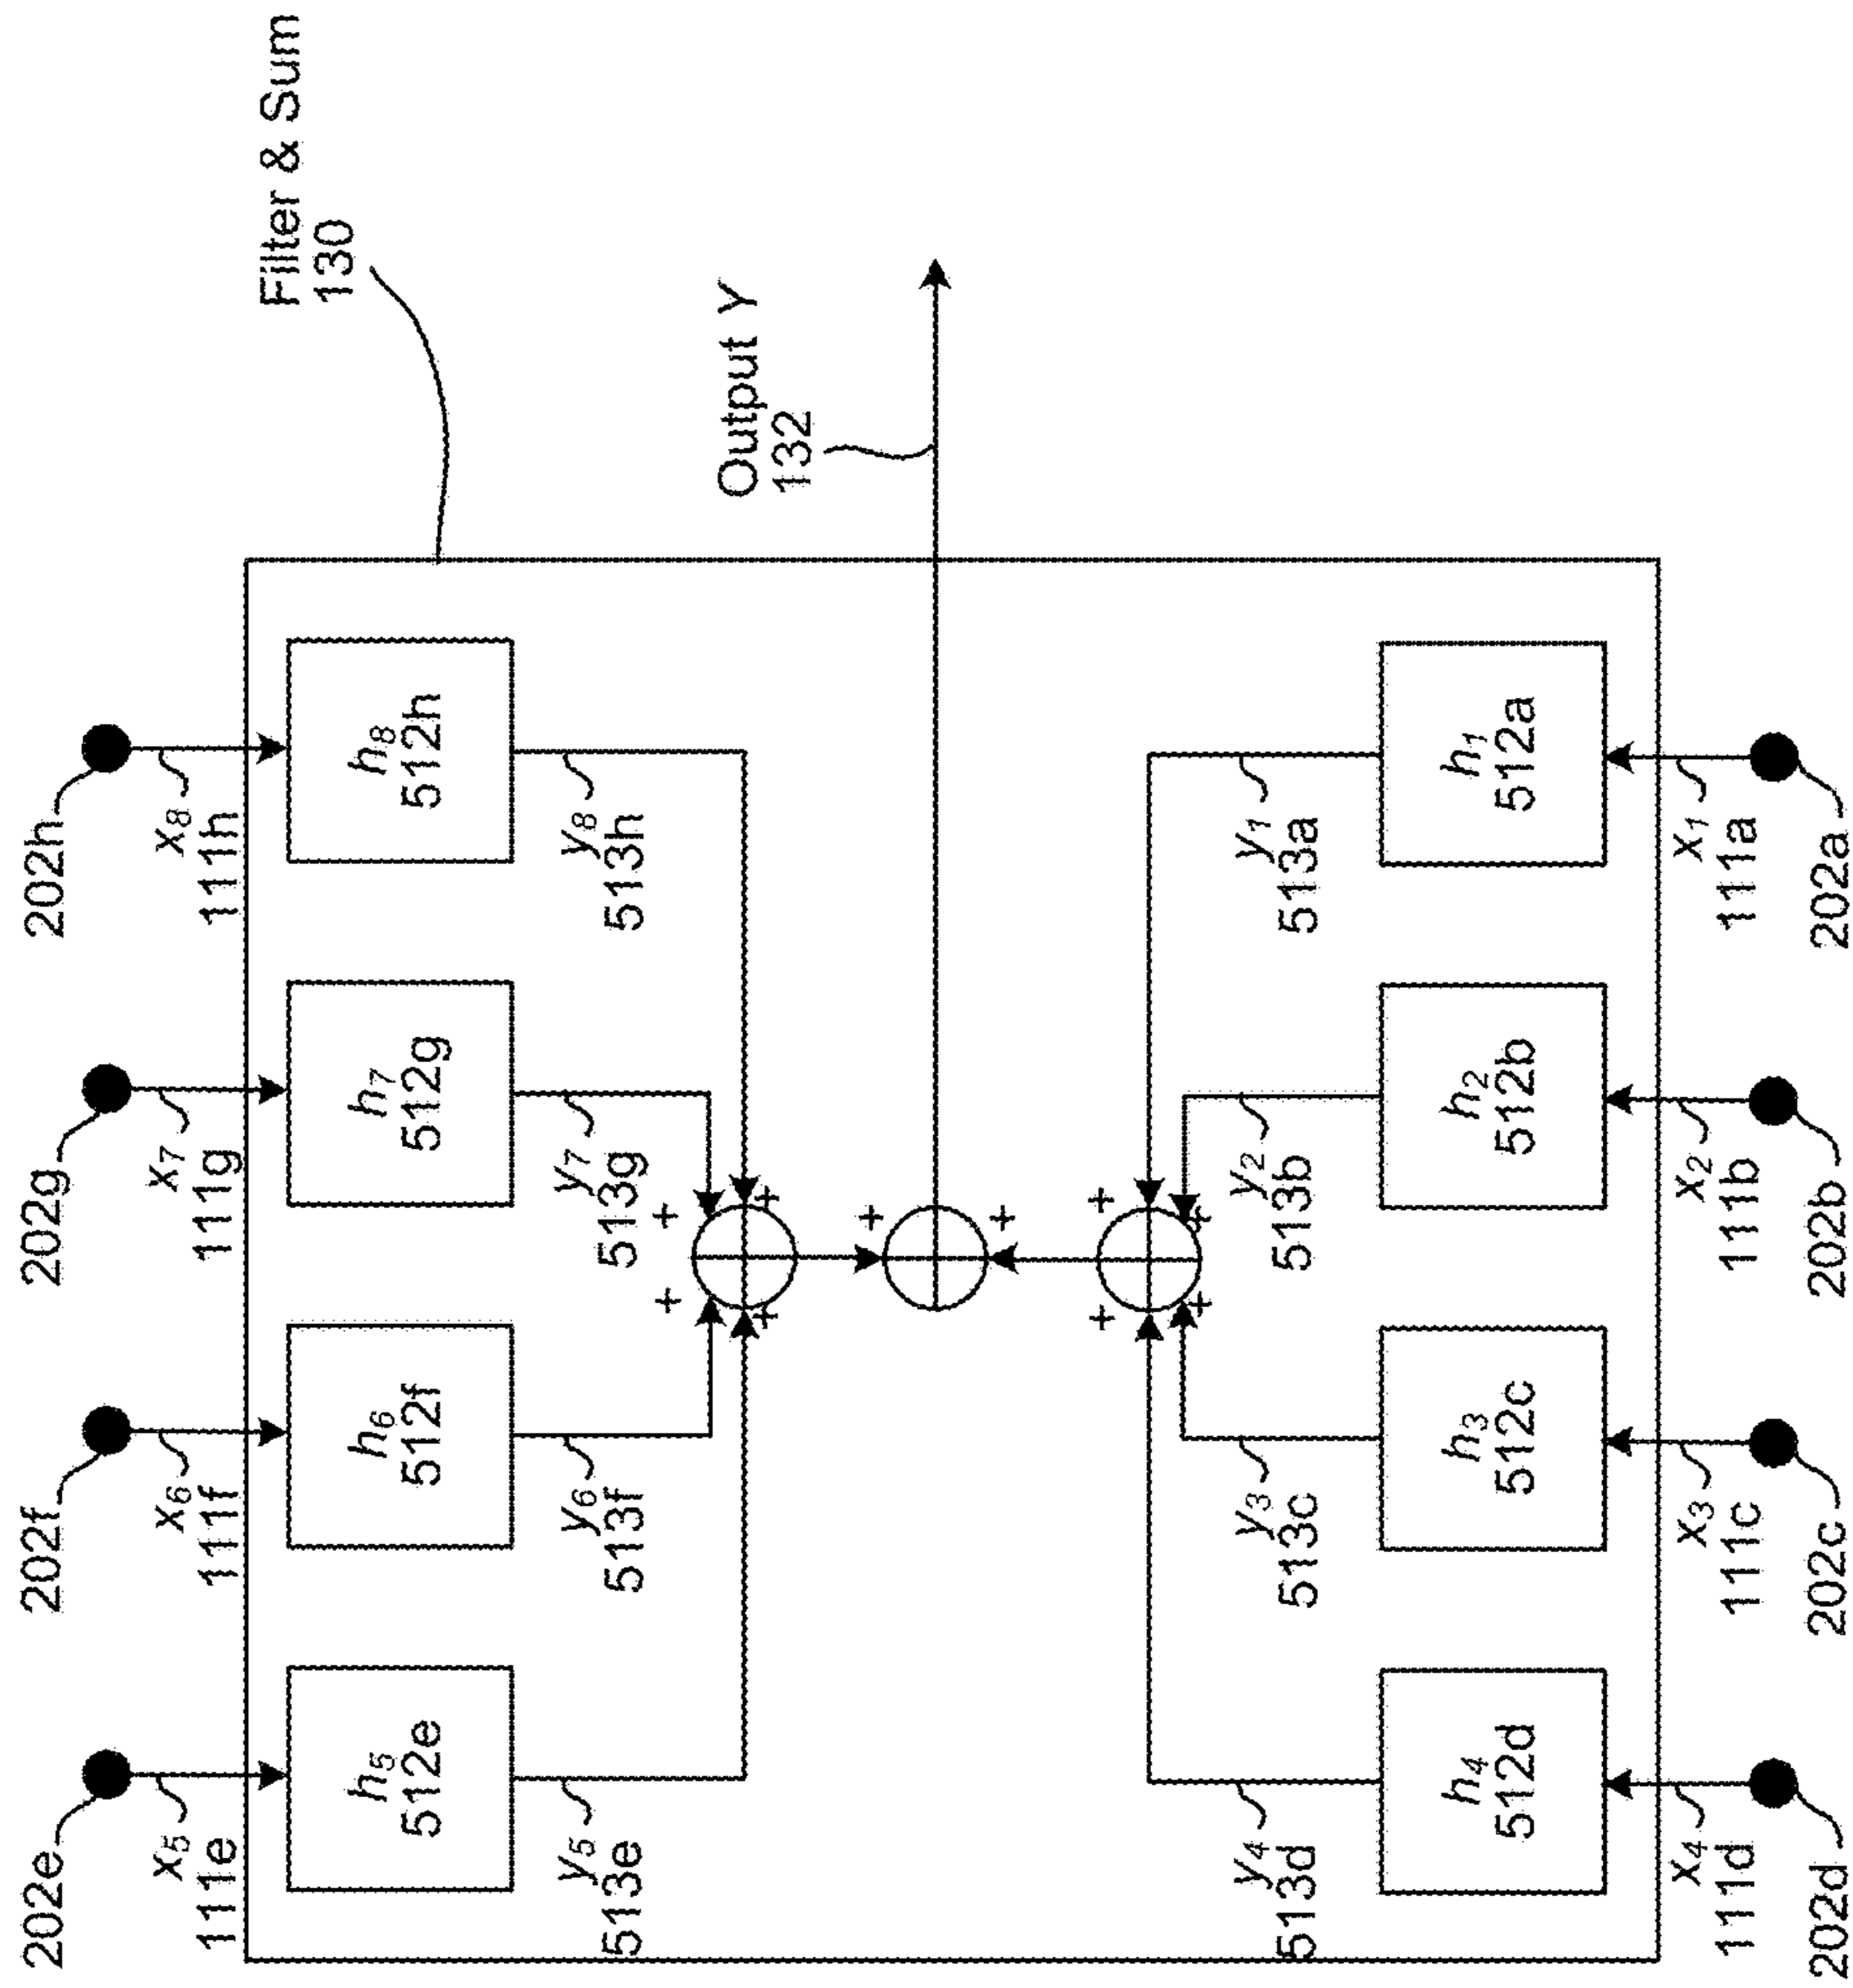 Filter & Sum
130
Output Y
132
202e
x5
111e
h5
512e
y5
513e
202f
x6
111f
h6
512f
y6
513f
202g
x7
111g
h7
512g
y7
513g
202h
x8
111h
h8
512h
y8
513h
+
+
+
+
+
+
+
+
+
+
y4
513d
h4
512d
x4
111d
202d
y3
513c
h3
512c
x3
111c
202c
y2
513b
h2
512b
x2
111b
202b
y1
513a
h1
512a
x1
111a
202a